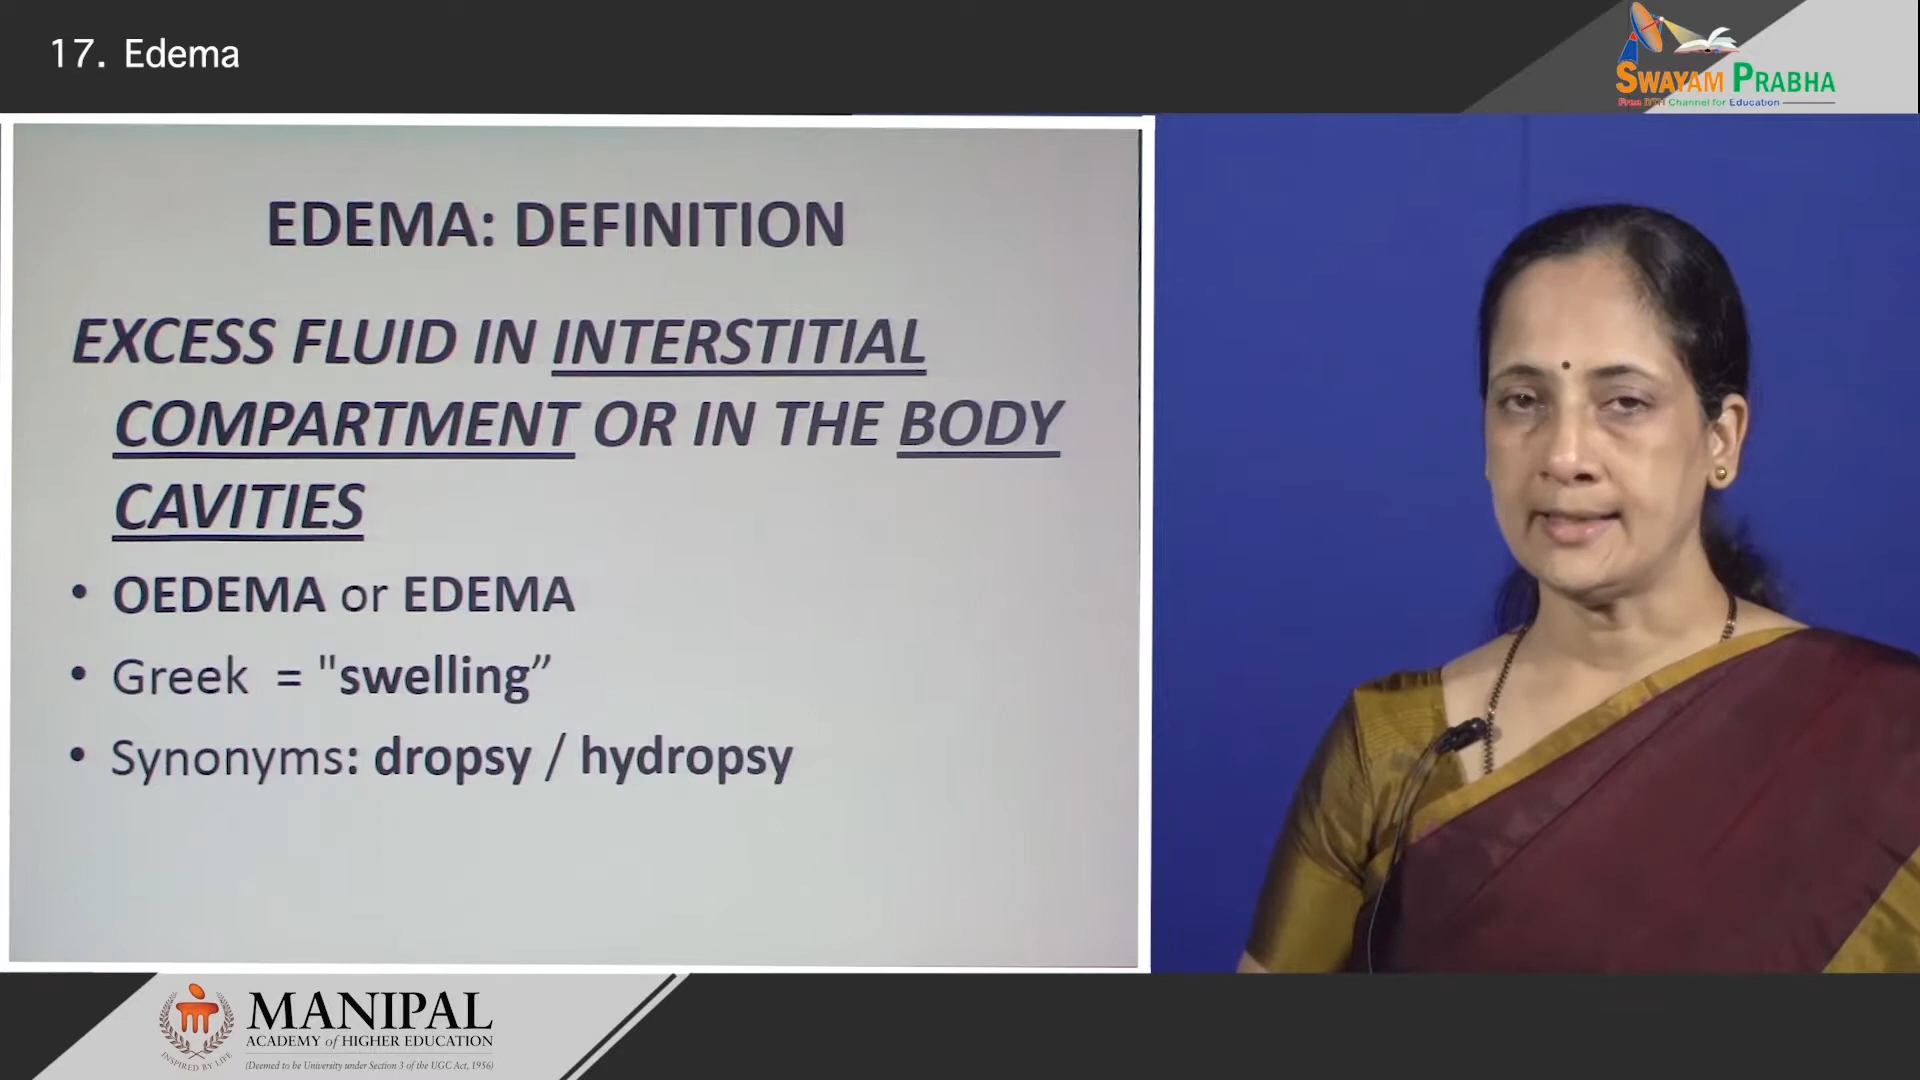 17. Edema
SWAYAM PRABHA
Free DTH Channel for Education
EDEMA: DEFINITION
EXCESS FLUID IN INTERSTITIAL
COMPARTMENT OR IN THE BODY
CAVITIES
• OEDEMA or EDEMA
• Greek = "swelling”
• Synonyms: dropsy / hydropsy
MANIPAL
ACADEMY of HIGHER EDUCATION
(Deemed to be University under Section 3 of the UGC Act, 1956)
INSPIRED BY LIFE